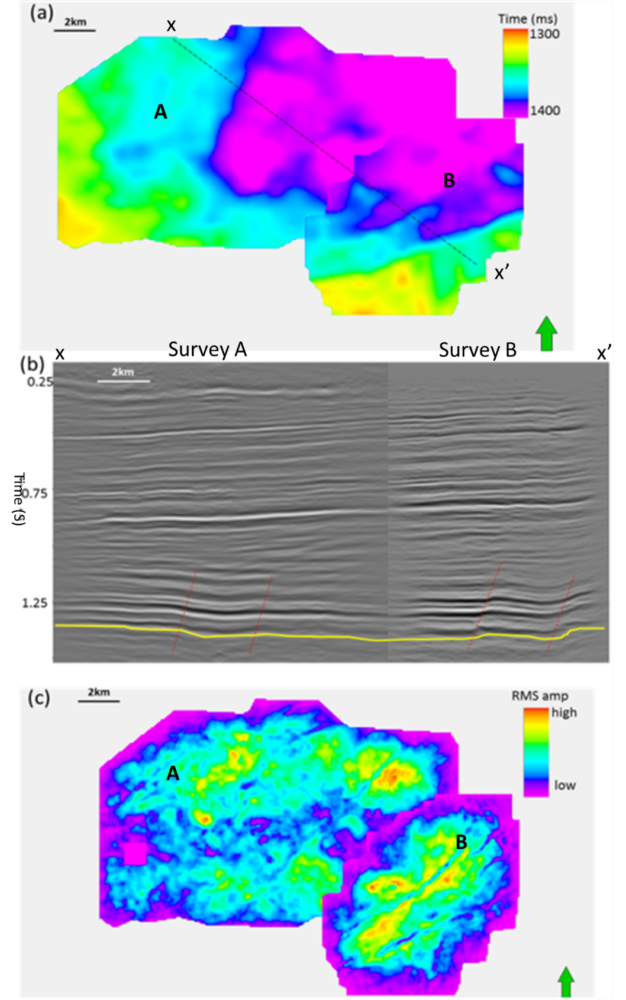 (a)
2km
x
Time (ms)
1300
1400
A
B
x’
x
Survey A
Survey B
x’
(b)
2km
0.25
0.75
Time (S)
1.25
(c)
2km
RMS amp
high
low
A
B